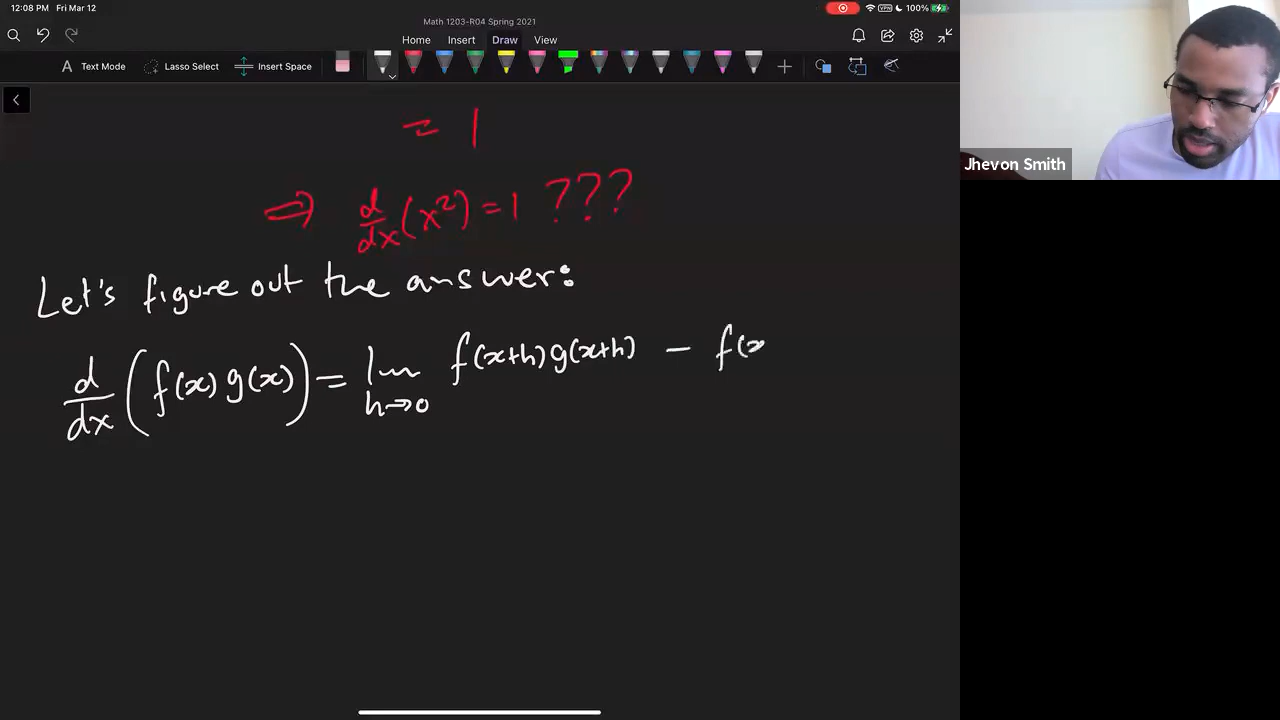 12:08 PM Fri Mar 12
100%
Math 1203-R04 Spring 2021
Home Insert Draw View
Text Mode Lasso Select Insert Space
= 1
⇒ d/dx (x²) = 1 ???
Let's figure out the answer:
d/dx (f(x) g(x)) = lim h→0 f(x+h)g(x+h) - f(x
Jhevon Smith